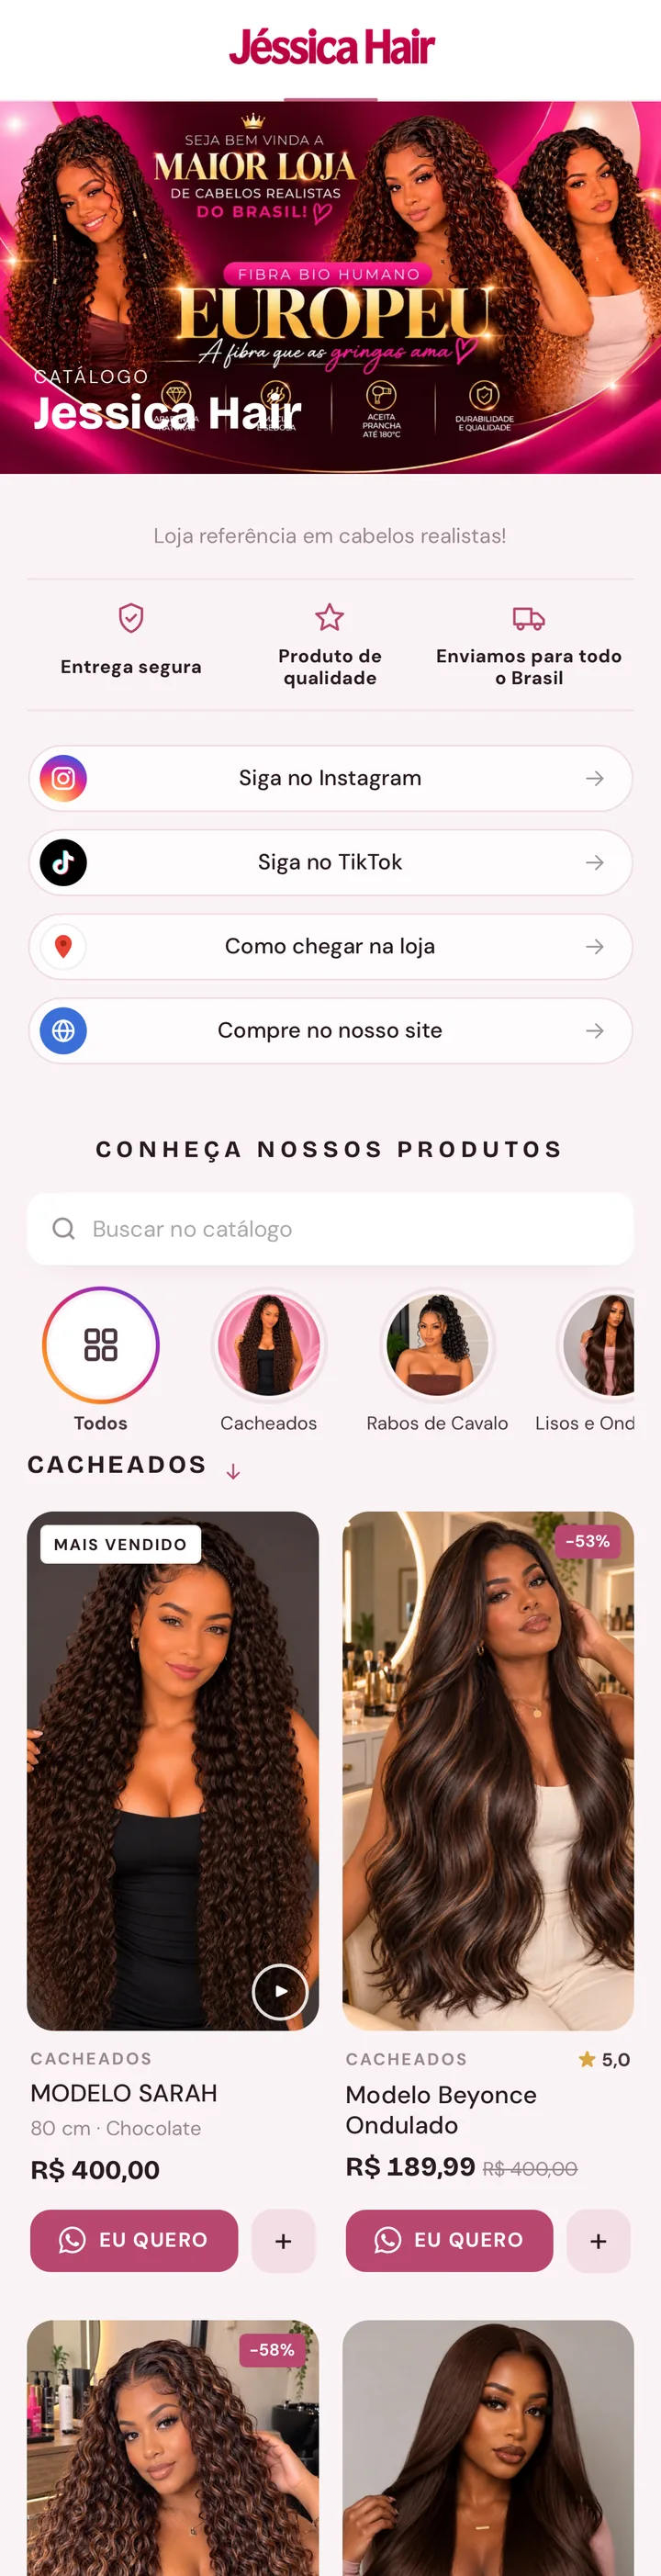 Jéssica Hair
SEJA BEM VINDA A
MAIOR LOJA
DE CABELOS REALISTAS
DO BRASIL!
FIBRA BIO HUMANO
EUROPEU
A fibra que as gringas ama
CATÁLOGO
Jessica Hair
ACEITA
PRANCHA
ATÉ 180°C
DURABILIDADE
E QUALIDADE
Loja referência em cabelos realistas!
Entrega segura
Produto de
qualidade
Enviamos para todo
o Brasil
Siga no Instagram
Siga no TikTok
Como chegar na loja
Compre no nosso site
CONHEÇA NOSSOS PRODUTOS
Buscar no catálogo
Todos
Cacheados
Rabos de Cavalo
Lisos e Ond
CACHEADOS
MAIS VENDIDO
-53%
CACHEADOS
MODELO SARAH
80 cm · Chocolate
R$ 400,00
EU QUERO
+
CACHEADOS
5,0
Modelo Beyonce
Ondulado
R$ 189,99 R$ 400,00
EU QUERO
+
-58%